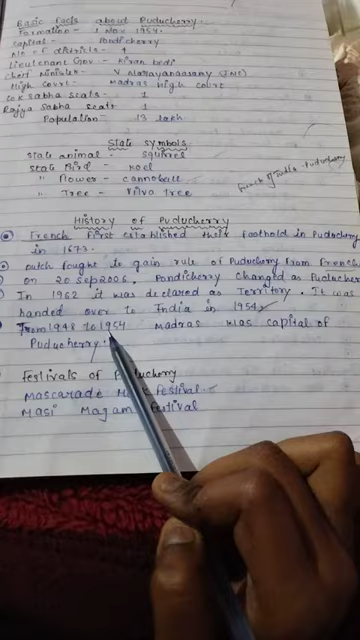 Basic facts about Puducherry.
Formation - 1 Nov 1954.
Capital - Pondicherry
No of districts - 4
Lieutenant Gov - Kiran bedi
chief Minister - V Narayanasamy (INC)
High court - Madras high court
Lok sabha seats - 1
Rajya Sabha seats - 1
Population - 13 lakh
State symbols
State animal - squirrel
State Bird - koel
" flower - cannonball
" Tree - Vilva tree
French of India - Puducherry
History of Puducherry
French first established their foothold in Puducherry
in 1673.
Dutch fought to gain rule of Puducherry from French
on 20 sep 2006, Pondicherry changed as Puducher
In 1962 it was declared as Territory. It was
handed over to India in 1954.
From 1948 to 1954 Madras was capital of
Puducherry.
Festivals of Puducherry
Mascarade festival
Masi Magam festival